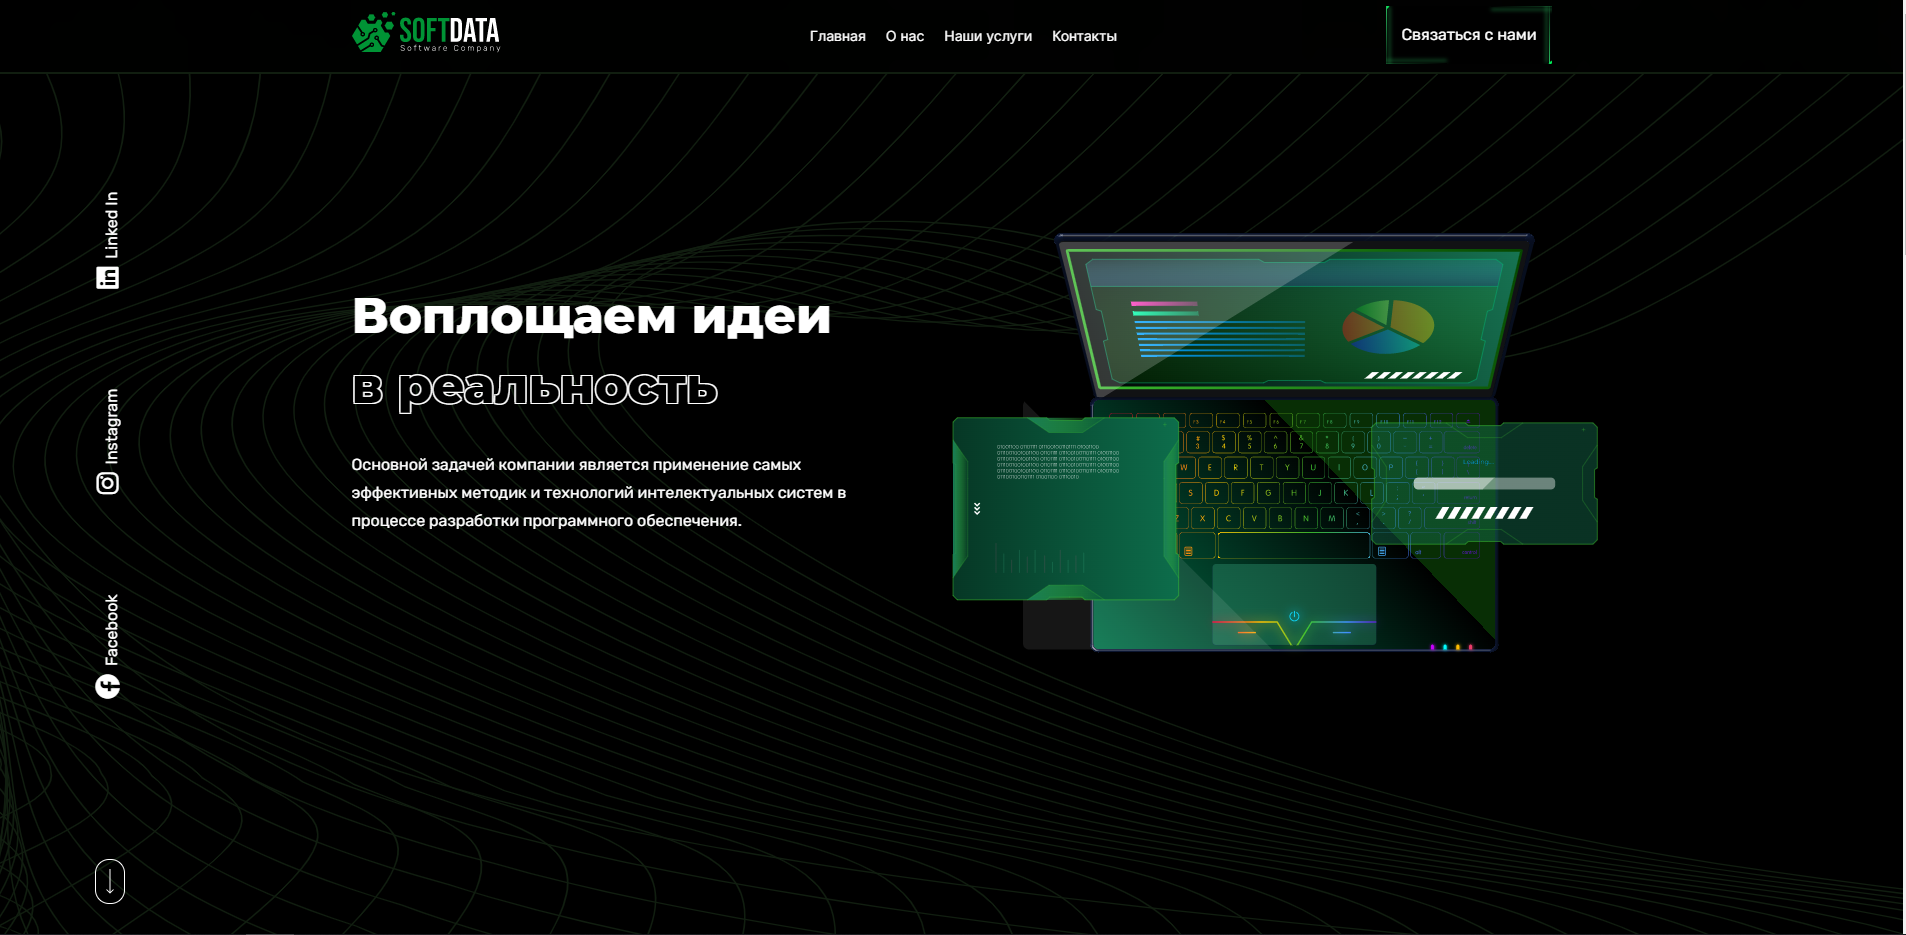 SOFTDATA
Software Company
Главная
О нас
Наши услуги
Контакты
Связаться с нами
Linked In
Instagram
Facebook
Воплощаем идеи
в реальность
Основной задачей компании является применение самых
эффективных методик и технологий интелектуальных систем в
процессе разработки программного обеспечения.
Loading...